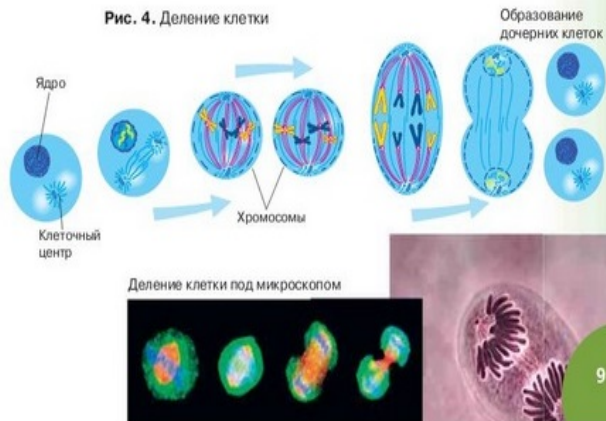 Рис. 4. Деление клетки
Образование
дочерних клеток
Ядро
Хромосомы
Клеточный
центр
Деление клетки под микроскопом
9